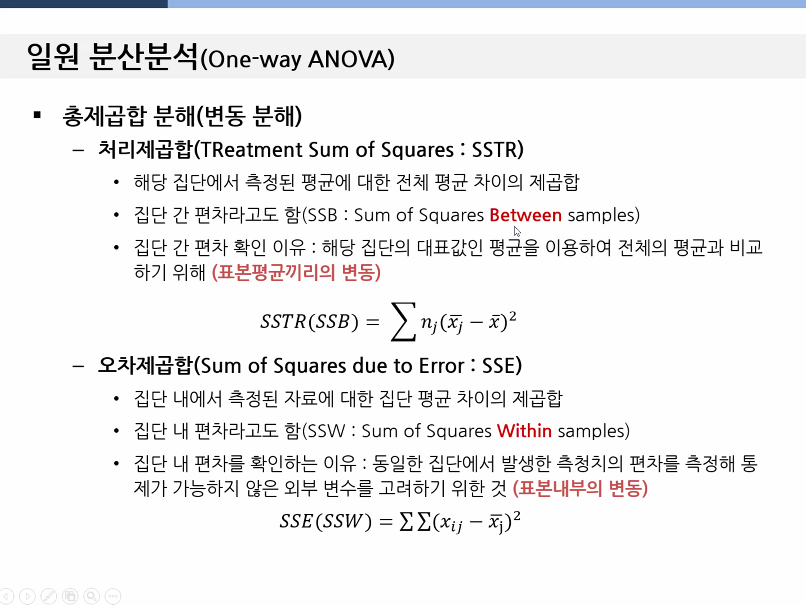 일원 분산분석(One-way ANOVA)
▪ 총제곱합 분해(변동 분해)
– 처리제곱합(TReatment Sum of Squares : SSTR)
• 해당 집단에서 측정된 평균에 대한 전체 평균 차이의 제곱합
• 집단 간 편차라고도 함(SSB : Sum of Squares Between samples)
• 집단 간 편차 확인 이유 : 해당 집단의 대표값인 평균을 이용하여 전체의 평균과 비교
하기 위해 (표본평균끼리의 변동)
SSTR(SSB) = ∑ nⱼ(x̅ⱼ − x̅)²
– 오차제곱합(Sum of Squares due to Error : SSE)
• 집단 내에서 측정된 자료에 대한 집단 평균 차이의 제곱합
• 집단 내 편차라고도 함(SSW : Sum of Squares Within samples)
• 집단 내 편차를 확인하는 이유 : 동일한 집단에서 발생한 측청치의 편차를 측정해 통
제가 가능하지 않은 외부 변수를 고려하기 위한 것 (표본내부의 변동)
SSE(SSW) = ∑∑(xᵢⱼ − x̅ⱼ)²